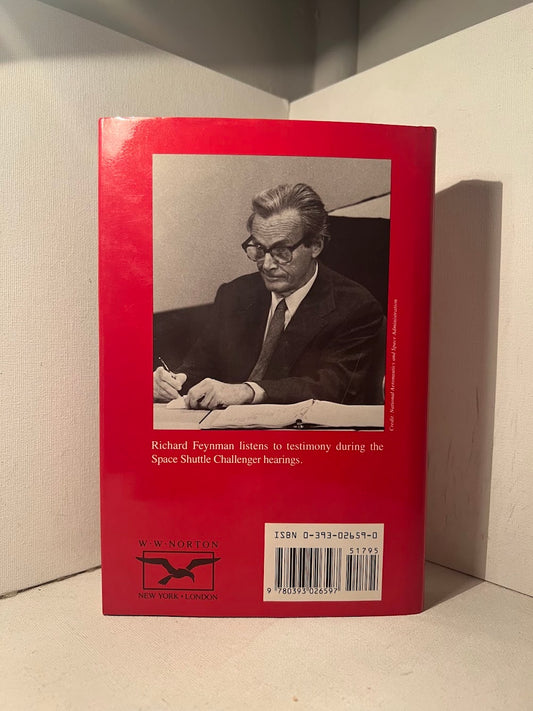 Credit: National Aeronautics and Space Administration
Richard Feynman listens to testimony during the
Space Shuttle Challenger hearings.
W·W·NORTON
NEW YORK · LONDON
ISBN 0-393-02659-0
51795
9 780393 026597